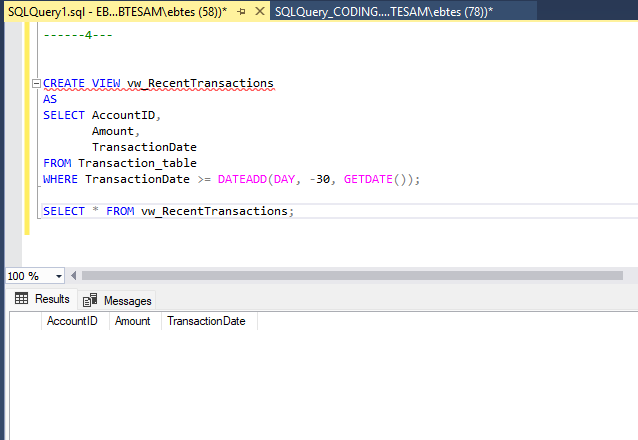 SQLQuery1.sql - EB...BTESAM\ebtes (58))* SQLQuery_CODING....TESAM\ebtes (78))*
------4---
CREATE VIEW vw_RecentTransactions
AS
SELECT AccountID,
Amount,
TransactionDate
FROM Transaction_table
WHERE TransactionDate >= DATEADD(DAY, -30, GETDATE());
SELECT * FROM vw_RecentTransactions;
100 %
Results Messages
AccountID Amount TransactionDate